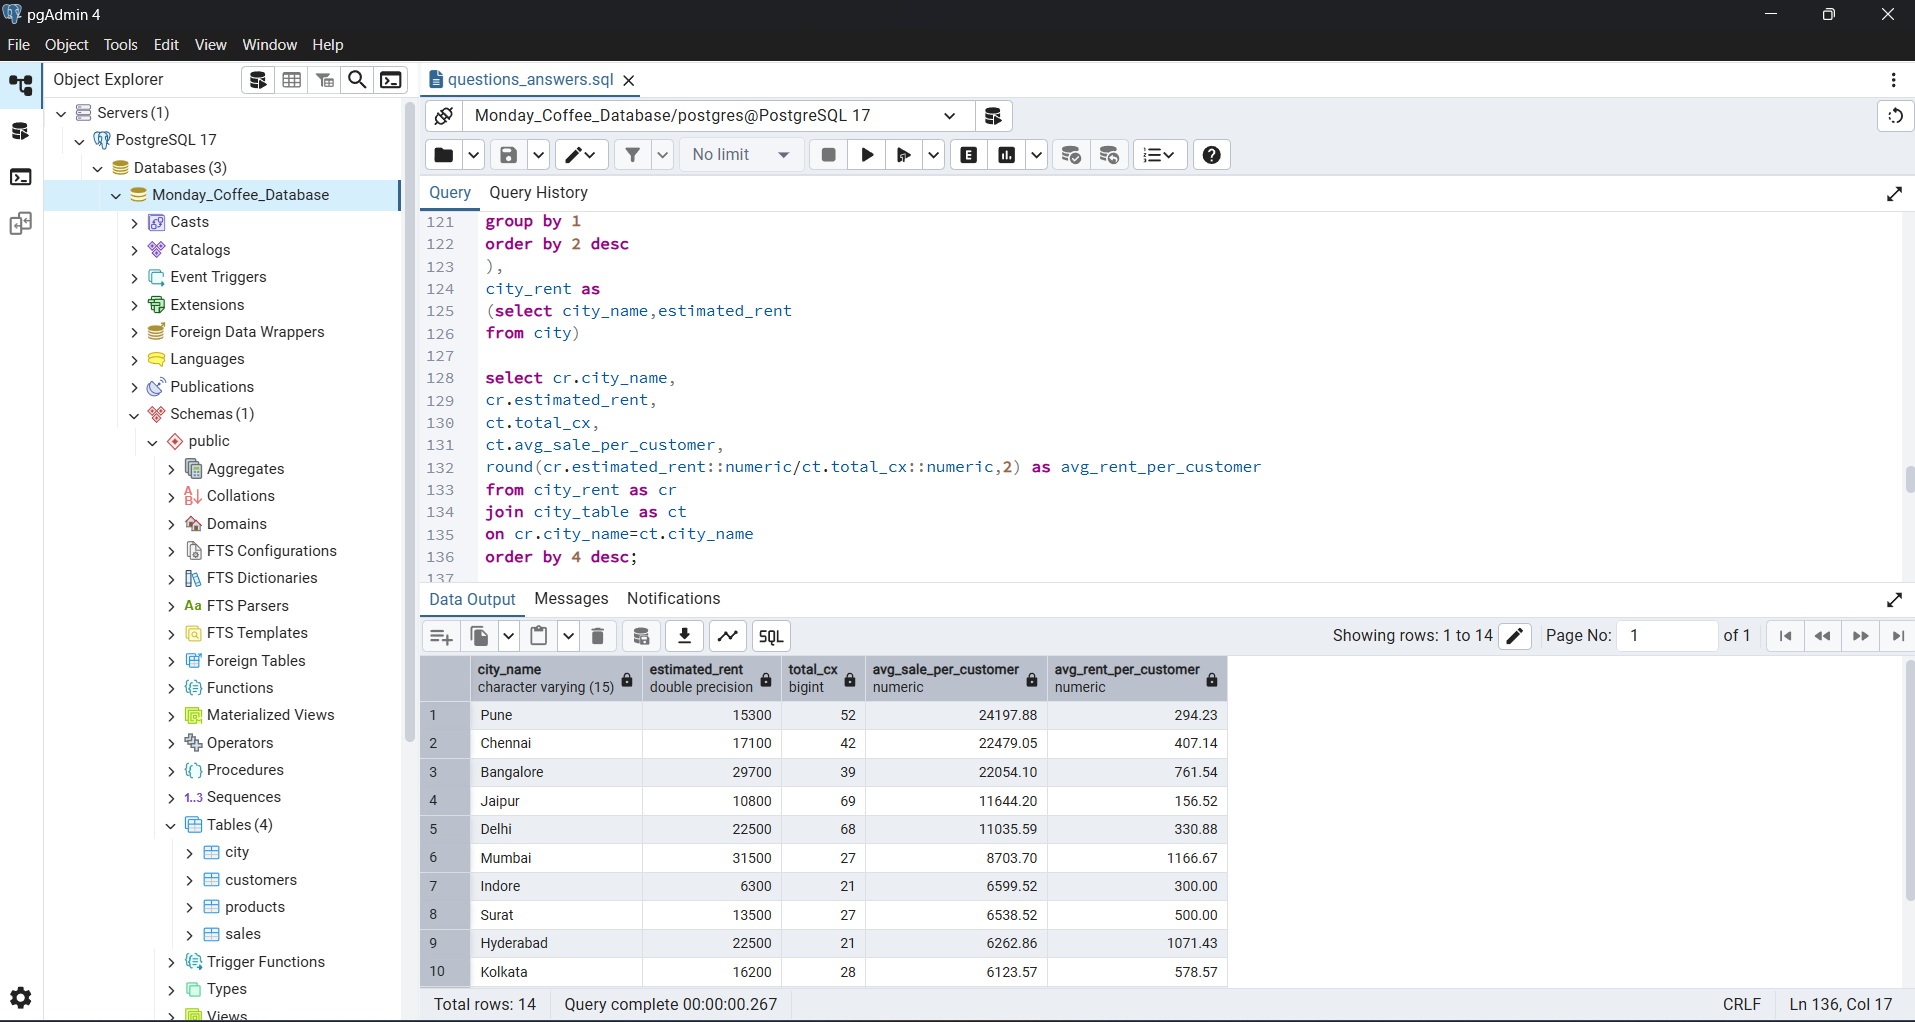 pgAdmin 4
File Object Tools Edit View Window Help
Object Explorer
Servers (1)
PostgreSQL 17
Databases (3)
Monday_Coffee_Database
Casts
Catalogs
Event Triggers
Extensions
Foreign Data Wrappers
Languages
Publications
Schemas (1)
public
Aggregates
Collations
Domains
FTS Configurations
FTS Dictionaries
Aa FTS Parsers
FTS Templates
Foreign Tables
Functions
Materialized Views
Operators
Procedures
1..3 Sequences
Tables (4)
city
customers
products
sales
Trigger Functions
Types
Views
questions_answers.sql
Monday_Coffee_Database/postgres@PostgreSQL 17
No limit
E
Query Query History
121 group by 1
122 order by 2 desc
123 ),
124 city_rent as
125 (select city_name,estimated_rent
126 from city)
127
128 select cr.city_name,
129 cr.estimated_rent,
130 ct.total_cx,
131 ct.avg_sale_per_customer,
132 round(cr.estimated_rent::numeric/ct.total_cx::numeric,2) as avg_rent_per_customer
133 from city_rent as cr
134 join city_table as ct
135 on cr.city_name=ct.city_name
136 order by 4 desc;
137
Data Output Messages Notifications
SQL
Showing rows: 1 to 14 Page No: 1 of 1
city_name estimated_rent total_cx avg_sale_per_customer avg_rent_per_customer
character varying (15) double precision bigint numeric numeric
1 Pune 15300 52 24197.88 294.23
2 Chennai 17100 42 22479.05 407.14
3 Bangalore 29700 39 22054.10 761.54
4 Jaipur 10800 69 11644.20 156.52
5 Delhi 22500 68 11035.59 330.88
6 Mumbai 31500 27 8703.70 1166.67
7 Indore 6300 21 6599.52 300.00
8 Surat 13500 27 6538.52 500.00
9 Hyderabad 22500 21 6262.86 1071.43
10 Kolkata 16200 28 6123.57 578.57
Total rows: 14 Query complete 00:00:00.267 CRLF Ln 136, Col 17